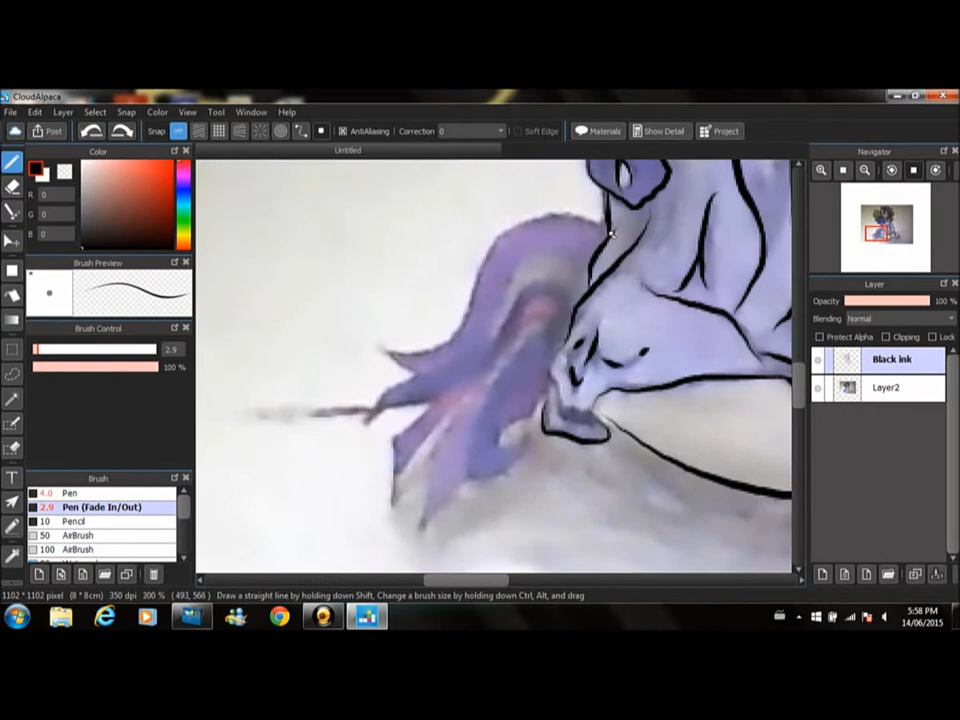 CloudAlpaca
File Edit Layer Select Snap Color View Tool Window Help
Post Snap OFF AntiAliasing Correction 0 Soft Edge Materials Show Detail Project
Color
Untitled
Navigator
R 0
G 0
B 0
Brush Preview
Layer
Opacity 100 %
Blending Normal
Brush Control
Protect Alpha Clipping Lock
2.9
Black ink
100 %
Layer2
Brush
4.0 Pen
2.9 Pen (Fade In/Out)
10 Pencil
50 AirBrush
100 AirBrush
1102 * 1102 pixel (8 * 8cm) 350 dpi 300 % (493, 566) Draw a straight line by holding down Shift, Change a brush size by holding down Ctrl, Alt, and drag
5:58 PM
14/06/2015